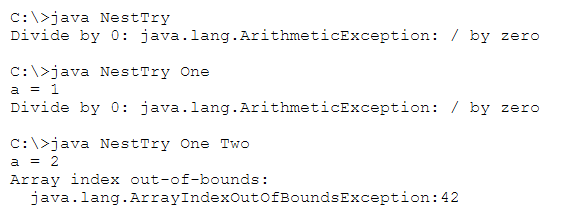 C:\>java NestTry
Divide by 0: java.lang.ArithmeticException: / by zero
C:\>java NestTry One
a = 1
Divide by 0: java.lang.ArithmeticException: / by zero
C:\>java NestTry One Two
a = 2
Array index out-of-bounds:
java.lang.ArrayIndexOutOfBoundsException:42